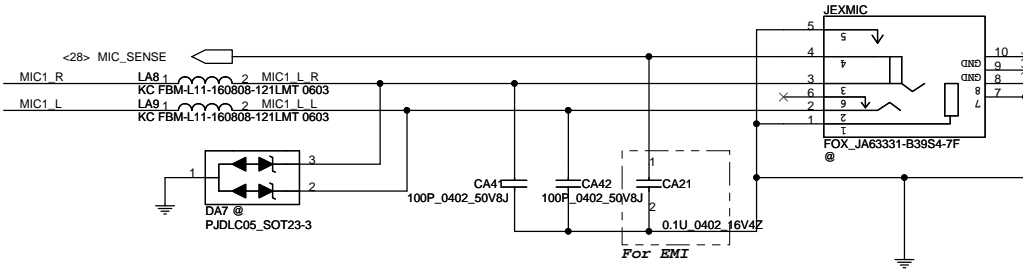 JEXMIC
5
5
<28> MIC_SENSE
4
4
10
GND
9
GND
MIC1_R
LA8 1
2
MIC1_L_R
3
3
8
8
KC FBM-L11-160808-121LMT 0603
6
6
7
7
MIC1_L
LA9 1
2
MIC1_L_L
2
2
KC FBM-L11-160808-121LMT 0603
1
1
FOX_JA63331-B39S4-7F
@
3
1
1
2
CA41
CA42
CA21
100P_0402_50V8J
100P_0402_50V8J
2
DA7 @
PJDLC05_SOT23-3
0.1U_0402_16V4Z
For EMI